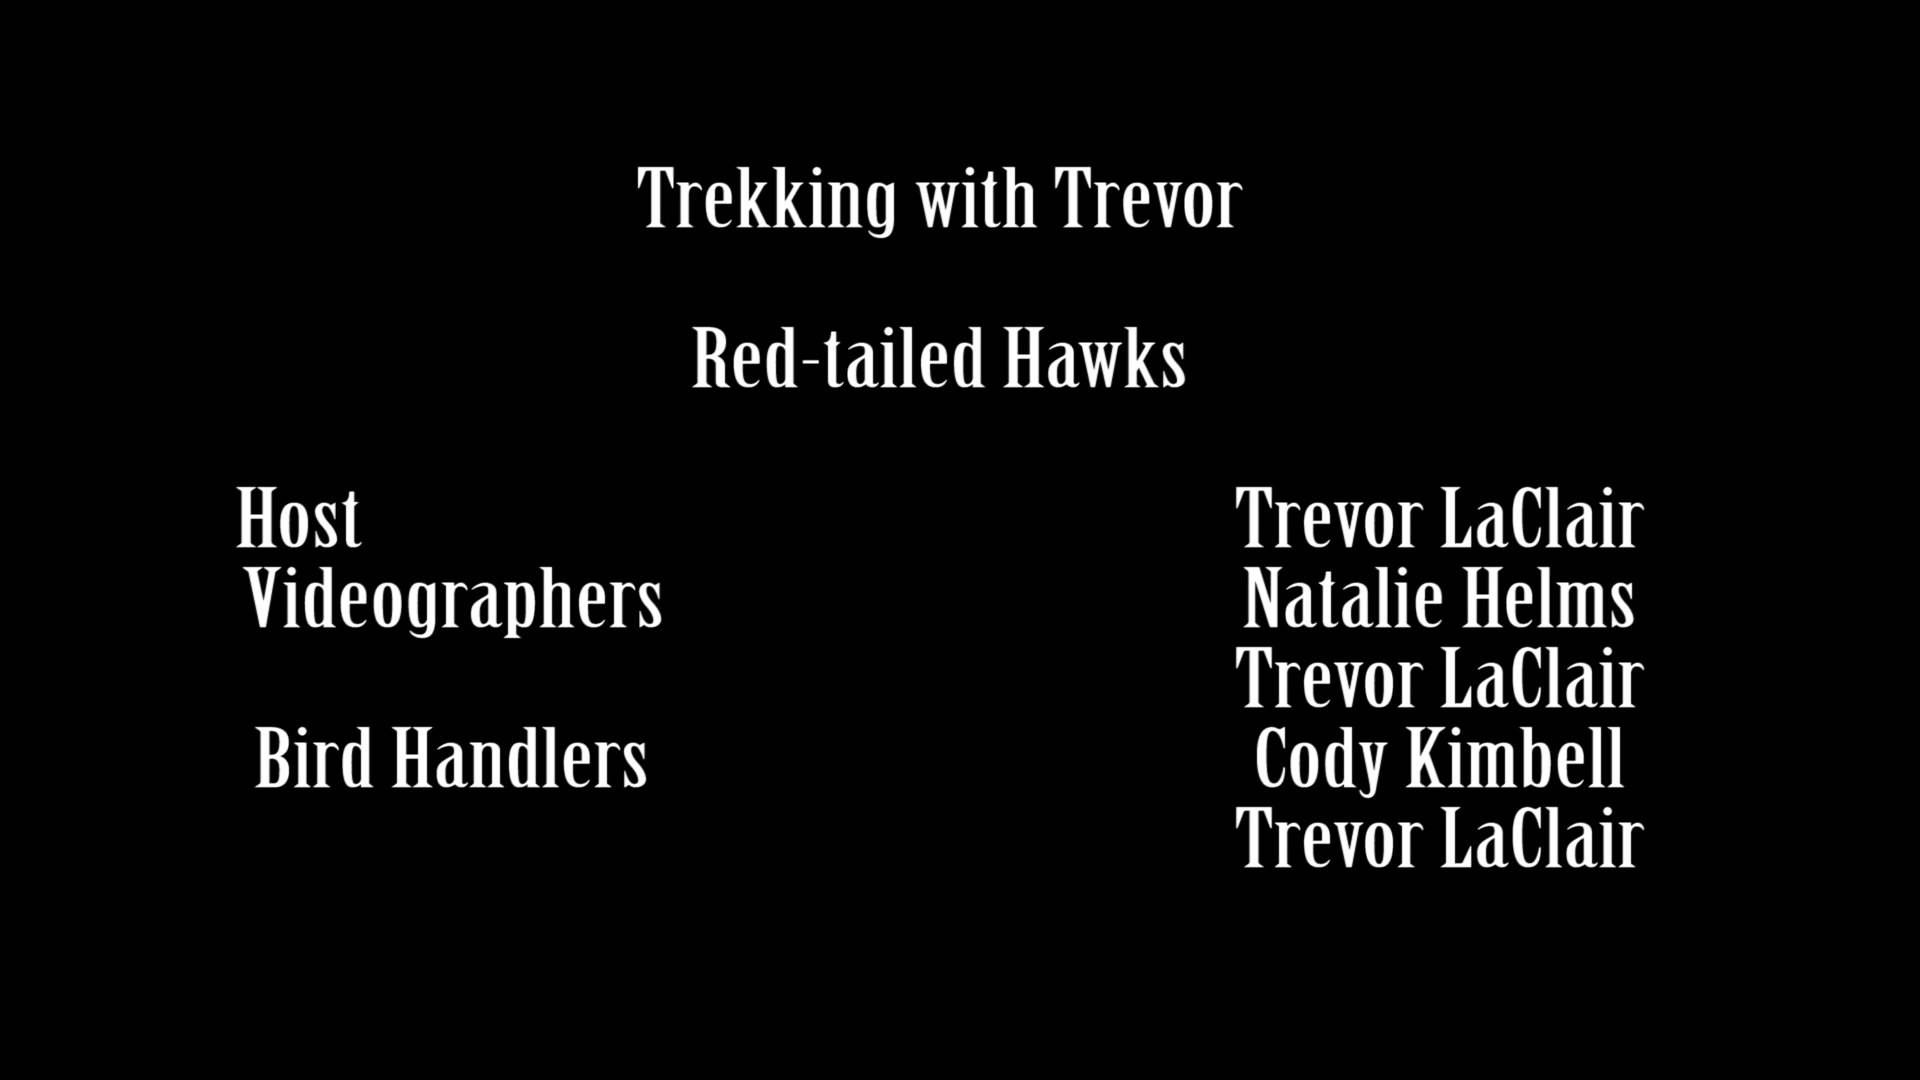 Trekking with Trevor
Red-tailed Hawks
Host Trevor LaClair
Videographers Natalie Helms
Trevor LaClair
Bird Handlers Cody Kimbell
Trevor LaClair